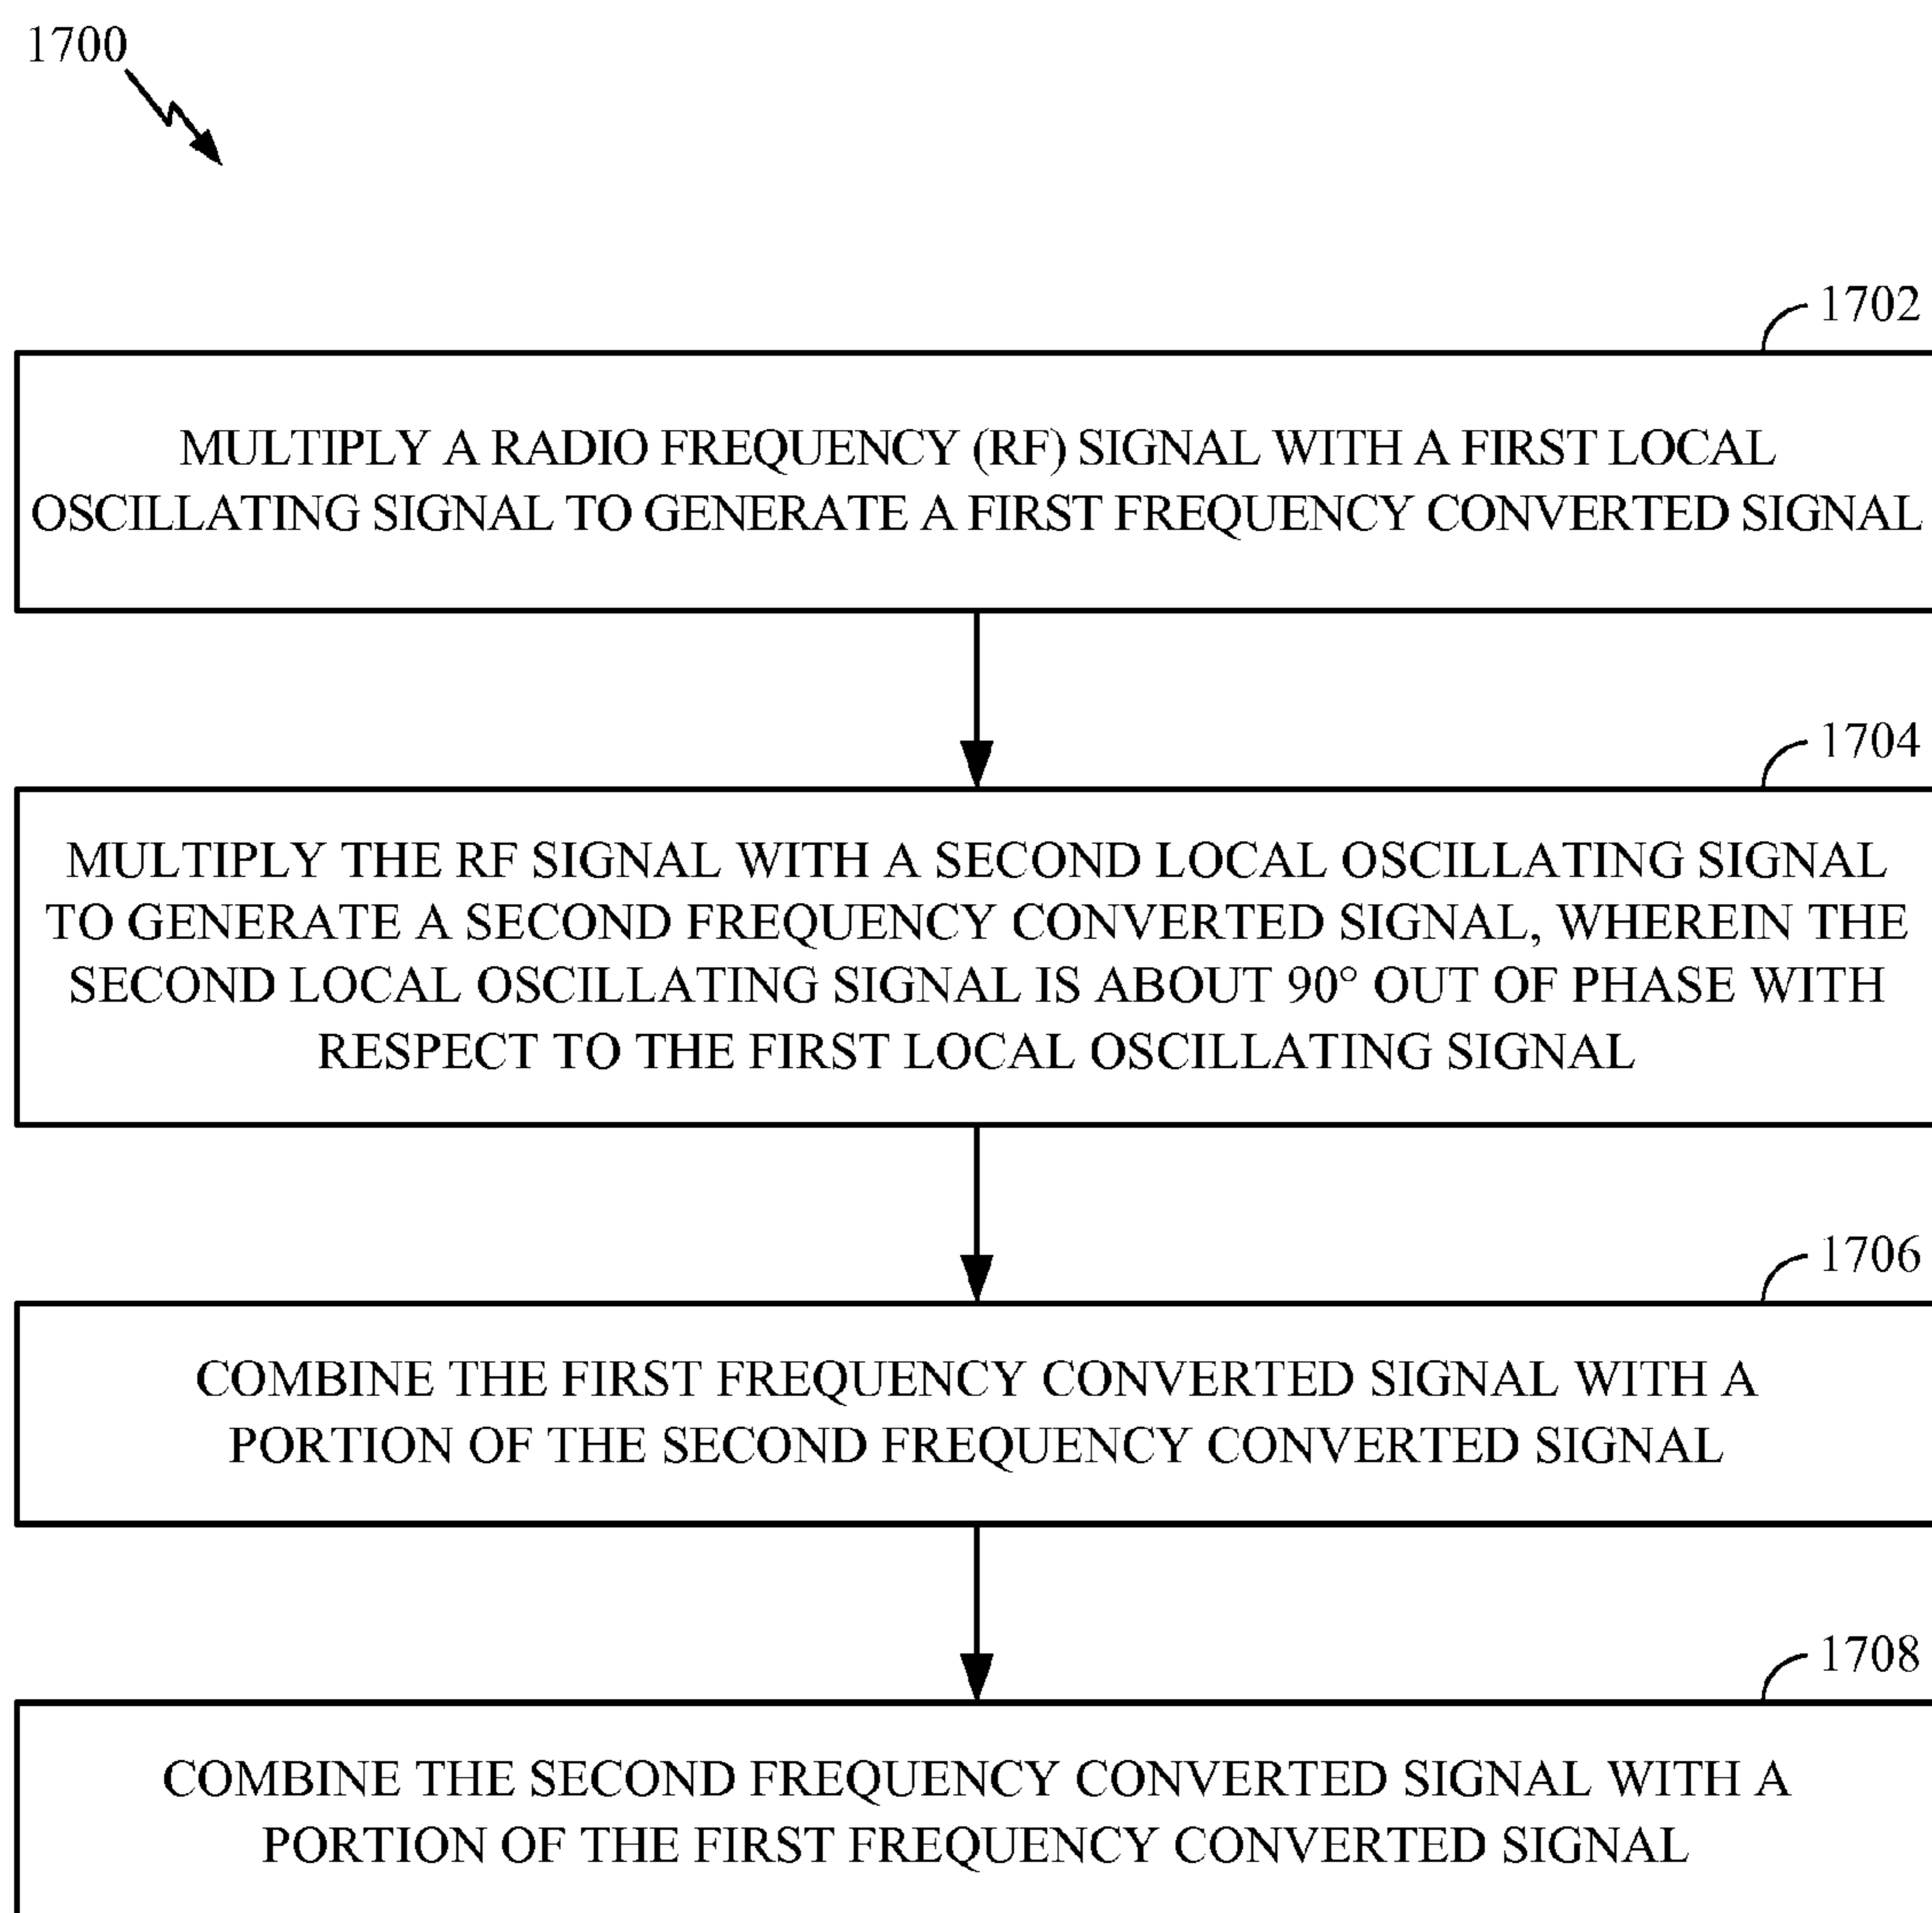 1700
1702
MULTIPLY A RADIO FREQUENCY (RF) SIGNAL WITH A FIRST LOCAL
OSCILLATING SIGNAL TO GENERATE A FIRST FREQUENCY CONVERTED SIGNAL
1704
MULTIPLY THE RF SIGNAL WITH A SECOND LOCAL OSCILLATING SIGNAL
TO GENERATE A SECOND FREQUENCY CONVERTED SIGNAL, WHEREIN THE
SECOND LOCAL OSCILLATING SIGNAL IS ABOUT 90° OUT OF PHASE WITH
RESPECT TO THE FIRST LOCAL OSCILLATING SIGNAL
1706
COMBINE THE FIRST FREQUENCY CONVERTED SIGNAL WITH A
PORTION OF THE SECOND FREQUENCY CONVERTED SIGNAL
1708
COMBINE THE SECOND FREQUENCY CONVERTED SIGNAL WITH A
PORTION OF THE FIRST FREQUENCY CONVERTED SIGNAL